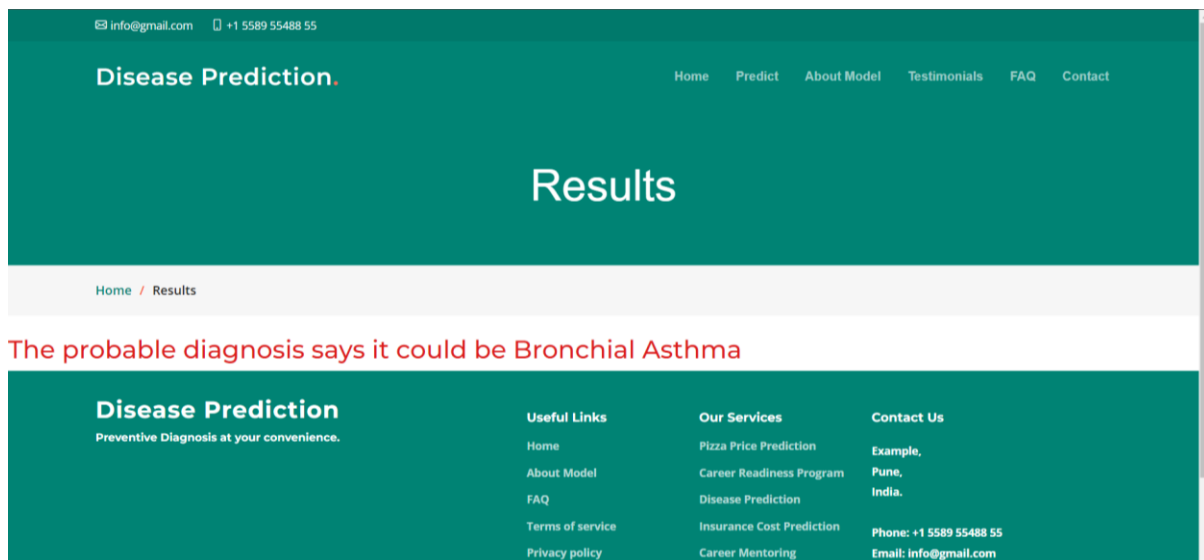 info@gmail.com +1 5589 55488 55
Disease Prediction.
Home Predict About Model Testimonials FAQ Contact
Results
Home / Results
The probable diagnosis says it could be Bronchial Asthma
Disease Prediction
Preventive Diagnosis at your convenience.
Useful Links
Home
About Model
FAQ
Terms of service
Privacy policy
Our Services
Pizza Price Prediction
Career Readiness Program
Disease Prediction
Insurance Cost Prediction
Career Mentoring
Contact Us
Example,
Pune,
India.
Phone: +1 5589 55488 55
Email: info@gmail.com